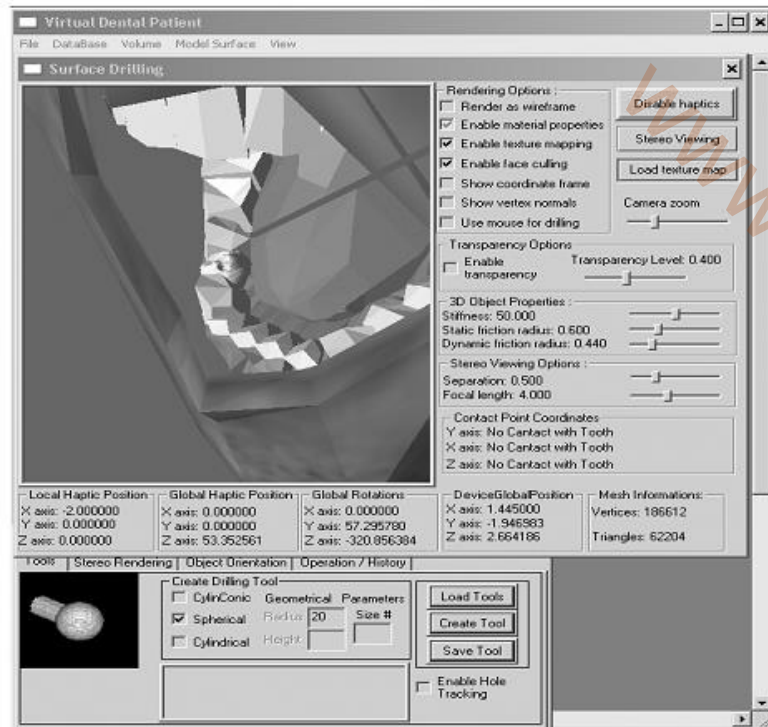 Virtual Dental Patient
File DataBase Volume Model Surface View
Surface Drilling
Rendering Options :
Render as wireframe
Enable material properties
Enable texture mapping
Enable face culling
Show coordinate frame
Show vertex normals
Use mouse for drilling
Disable haptics
Stereo Viewing
Load texture map
Camera zoom
Transparency Options
Enable transparency
Transparency Level: 0.400
3D Object Properties :
Stiffness: 50.000
Static friction radius: 0.600
Dynamic friction radius: 0.440
Stereo Viewing Options :
Separation: 0.500
Focal length: 4.000
Contact Point Coordinates
Y axis: No Cantact with Tooth
X axis: No Cantact with Tooth
Z axis: No Cantact with Tooth
Local Haptic Position
X axis: -2.000000
Y axis: 0.000000
Z axis: 0.000000
Global Haptic Position
X axis: 0.000000
Y axis: 0.000000
Z axis: 53.352561
Global Rotations
X axis: 0.000000
Y axis: 57.295780
Z axis: -320.856384
DeviceGlobalPosition
X axis: 1.445000
Y axis: -1.946983
Z axis: 2.664186
Mesh Informations:
Vertices: 186612
Triangles: 62204
Tools Stereo Rendering Object Orientation Operation / History
Create Drilling Tool
CylinConic
Spherical
Cylindrical
Geometrical Parameters
Radius 20 Size #
Height
Load Tools
Create Tool
Save Tool
Enable Hole
Tracking
www